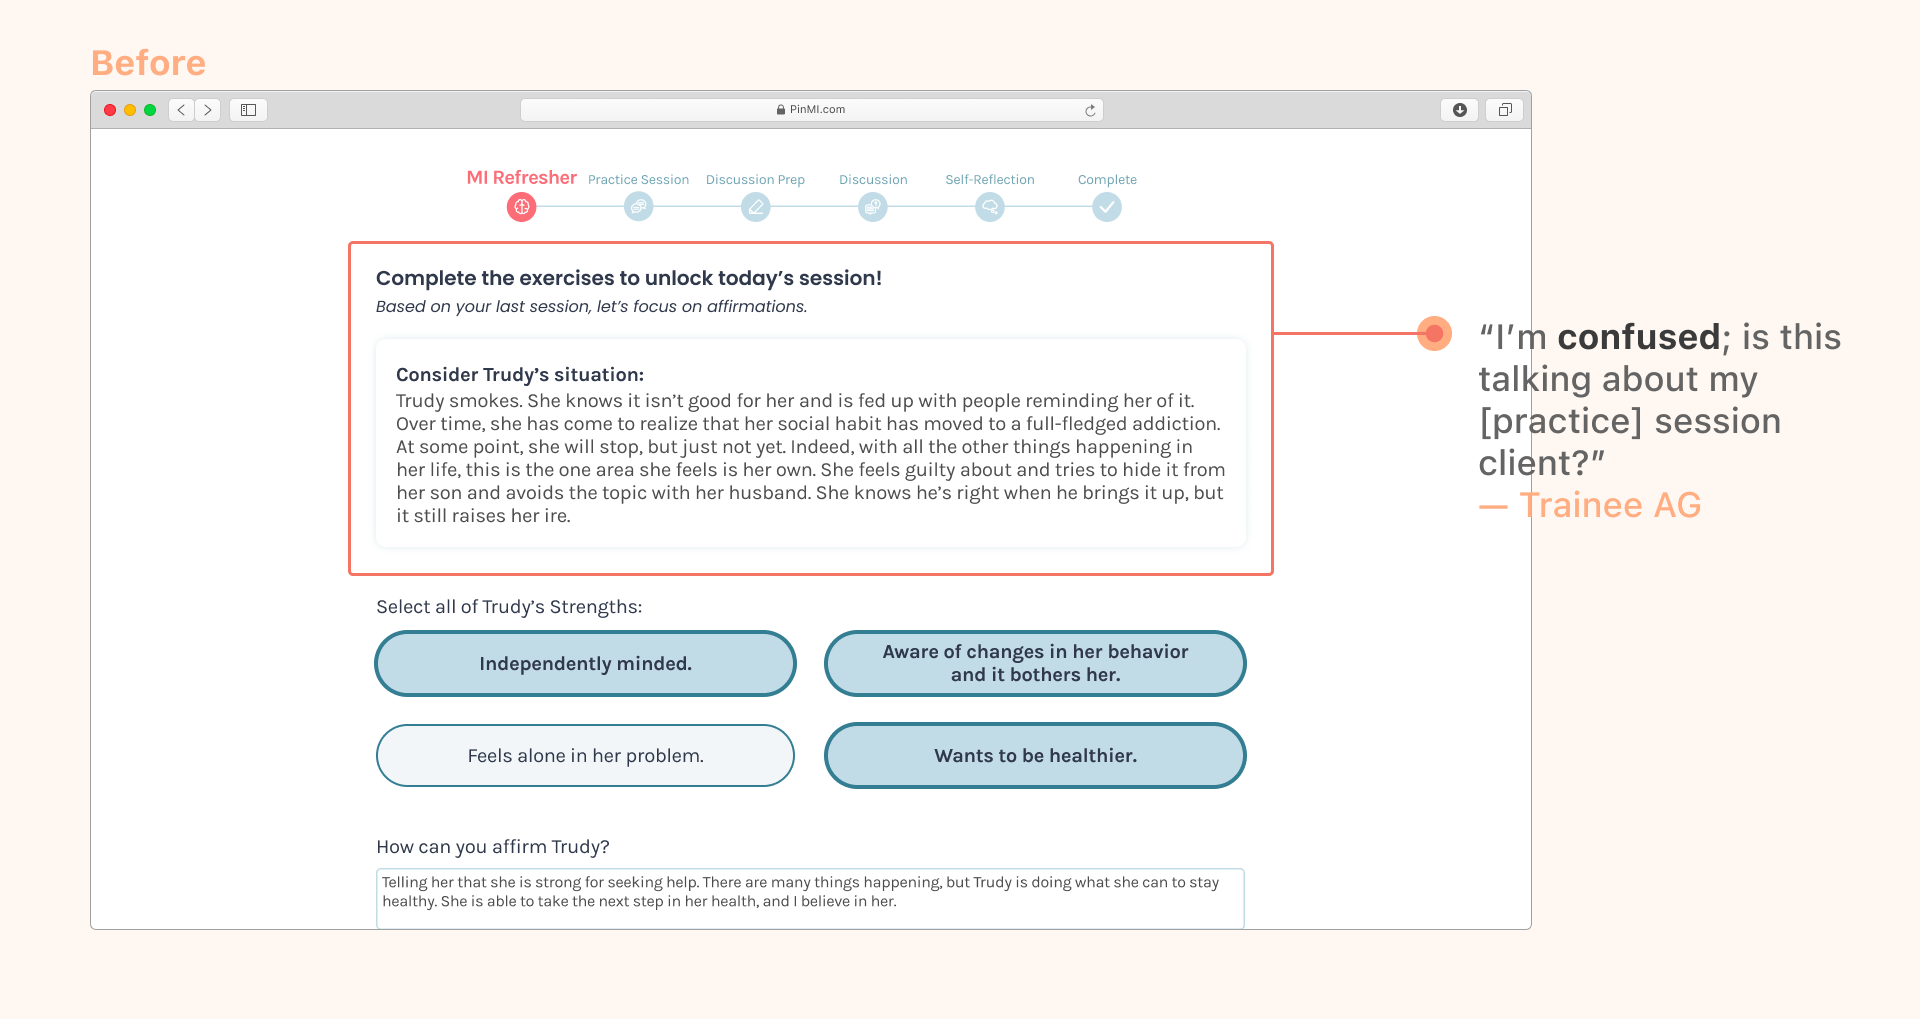 Before
PinMI.com
MI Refresher
Practice Session
Discussion Prep
Discussion
Self-Reflection
Complete
Complete the exercises to unlock today’s session!
Based on your last session, let’s focus on affirmations.
Consider Trudy’s situation:
Trudy smokes. She knows it isn’t good for her and is fed up with people reminding her of it.
Over time, she has come to realize that her social habit has moved to a full-fledged addiction.
At some point, she will stop, but just not yet. Indeed, with all the other things happening in
her life, this is the one area she feels is her own. She feels guilty about and tries to hide it from
her son and avoids the topic with her husband. She knows he’s right when he brings it up, but
it still raises her ire.
“I’m confused; is this
talking about my
[practice] session
client?”
— Trainee AG
Select all of Trudy’s Strengths:
Independently minded.
Aware of changes in her behavior
and it bothers her.
Feels alone in her problem.
Wants to be healthier.
How can you affirm Trudy?
Telling her that she is strong for seeking help. There are many things happening, but Trudy is doing what she can to stay
healthy. She is able to take the next step in her health, and I believe in her.